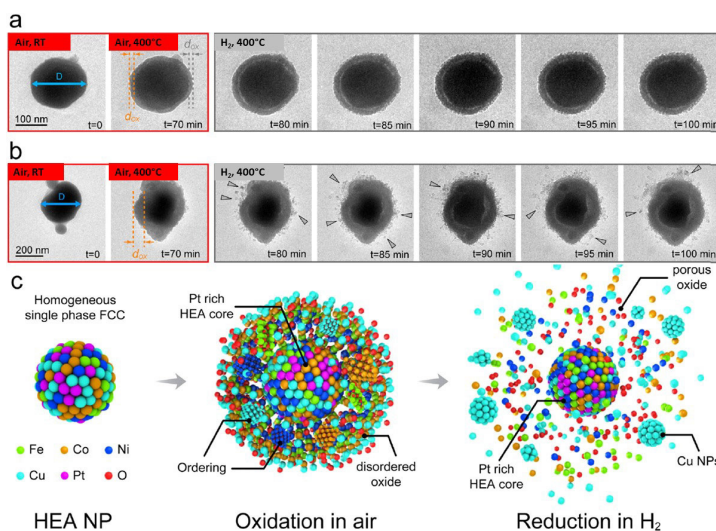 a
Air, RT
Air, 400°C
H₂, 400°C
D
dₒₓ
dₒₓ
100 nm
t=0
t=70 min
t=80 min
t=85 min
t=90 min
t=95 min
t=100 min
b
Air, RT
Air, 400°C
H₂, 400°C
D
dₒₓ
200 nm
t=0
t=70 min
t=80 min
t=85 min
t=90 min
t=95 min
t=100 min
c
Homogeneous
single phase FCC
Pt rich
HEA core
porous
oxide
Fe
Co
Ni
Cu
Pt
O
Ordering
disordered
oxide
Pt rich
HEA core
Cu NPs
HEA NP
Oxidation in air
Reduction in H₂